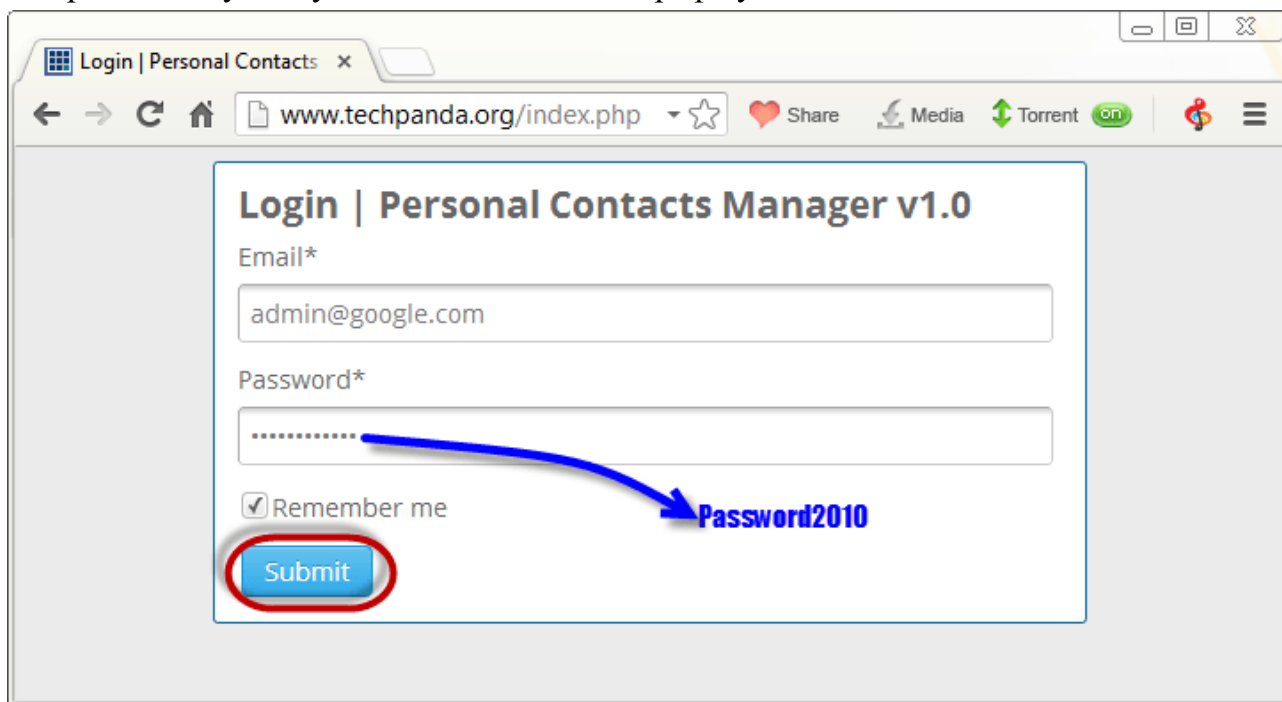 Login | Personal Contacts
www.techpanda.org/index.php
Share
Media
Torrent
on
Login | Personal Contacts Manager v1.0
Email*
admin@google.com
Password*
············
Remember me
Password2010
Submit